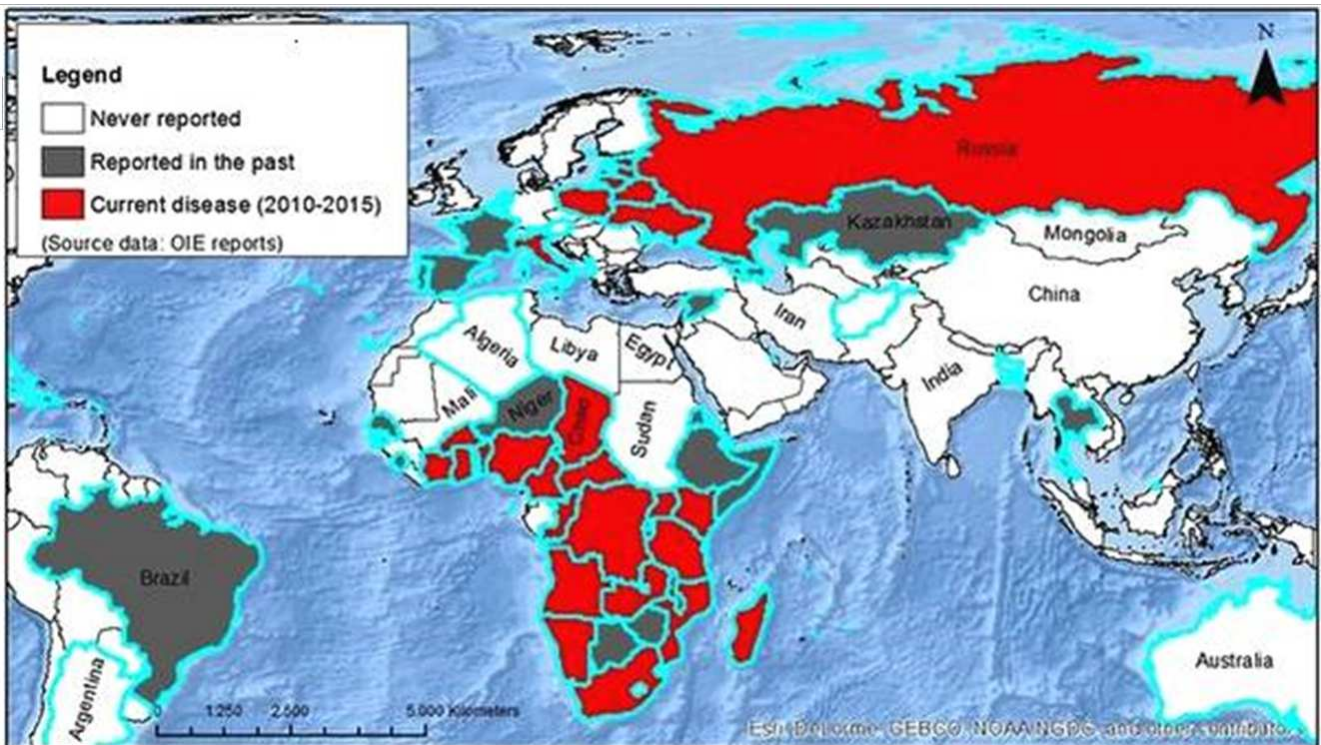 Legend
Never reported
Reported in the past
Current disease (2010-2015)
(Source data: OIE reports)
N
Russia
Kazakhstan
Mongolia
China
Iran
India
Algeria
Libya
Egypt
Mali
Niger
Chad
Sudan
Brazil
Argentina
Australia
0 1.250 2.500 5.000 Kilometers
Esri, DeLorme, GEBCO, NOAA NGDC, and other contributo...